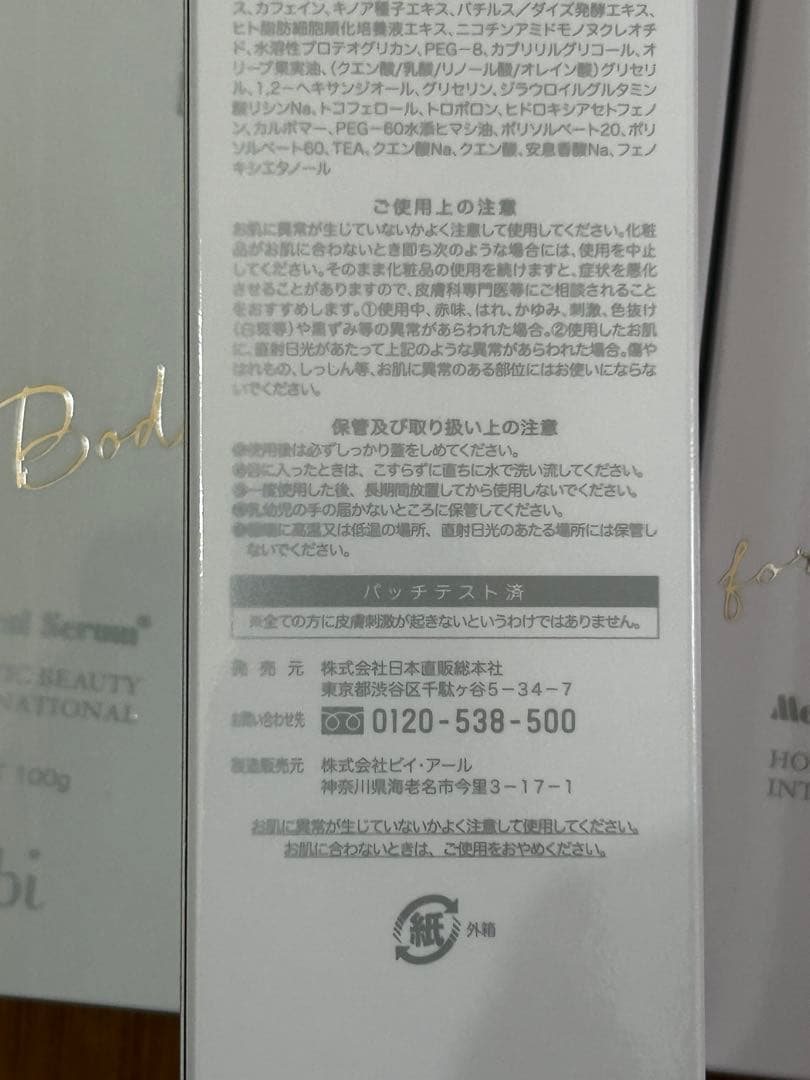 ス、カフェイン、キノア種子エキス、バチルス／ダイズ発酵エキス、
ヒト脂肪細胞順化培養液エキス、ニコチンアミドモノヌクレオチ
ド、水溶性プロテオグリカン、PEG－8、カプリリルグリコール、オ
リーブ果実油、(クエン酸/乳酸/リノール酸/オレイン酸)グリセリ
ル、1,2－ヘキサンジオール、グリセリン、ジラウロイルグルタミン
酸リシンNa、トコフェロール、トロポロン、ヒドロキシアセトフェノ
ン、カルボマー、PEG－60水添ヒマシ油、ポリソルベート20、ポリ
ソルベート60、TEA、クエン酸Na、クエン酸、安息香酸Na、フェノ
キシエタノール
ご使用上の注意
お肌に異常が生じていないかよく注意して使用してください。化粧
品がお肌に合わないとき即ち次のような場合には、使用を中止
してください。そのまま化粧品の使用を続けますと、症状を悪化
させることがありますので、皮膚科専門医等にご相談されること
をおすすめします。①使用中、赤味、はれ、かゆみ、刺激、色抜け
(白斑等)や黒ずみ等の異常があらわれた場合。②使用したお肌
に、直射日光があたって上記のような異常があらわれた場合。傷や
はれもの、しっしん等、お肌に異常のある部位にはお使いにならな
いでください。
保管及び取り扱い上の注意
使用後は必ずしっかり蓋をしめてください。
目に入ったときは、こすらずに直ちに水で洗い流してください。
一度使用した後、長期間放置してから使用しないでください。
乳幼児の手の届かないところに保管してください。
極端に高温又は低温の場所、直射日光のあたる場所には保管し
ないでください。
パッチテスト済
※全ての方に皮膚刺激が起きないというわけではありません。
発売元 株式会社日本直販総本社
東京都渋谷区千駄ヶ谷5－34－7
お問い合わせ先 0120-538-500
製造販売元 株式会社ビイ・アール
神奈川県海老名市今里3－17－1
お肌に異常が生じていないかよく注意して使用してください。
お肌に合わないときは、ご使用をおやめください。
紙 外箱
Bod
Serum
BEAUTY
NATIONAL
100g
bi
for
HO
INT